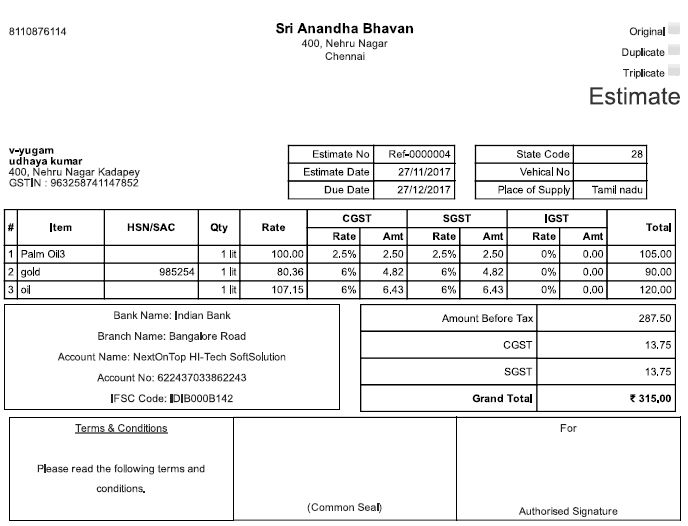 8110876114
Sri Anandha Bhavan
400, Nehru Nagar
Chennai
Original
Duplicate
Triplicate
Estimate
v-yugam
udhaya kumar
400, Nehru Nagar Kadapey
GSTIN : 963258741147852
Estimate No Ref-0000004
Estimate Date 27/11/2017
Due Date 27/12/2017
State Code 28
Vehical No
Place of Supply Tamil nadu
# Item HSN/SAC Qty Rate CGST SGST IGST Total
Rate Amt Rate Amt Rate Amt
1 Palm Oil3 1 lit 100.00 2.5% 2.50 2.5% 2.50 0% 0.00 105.00
2 gold 985254 1 lit 80.36 6% 4.82 6% 4.82 0% 0.00 90.00
3 oil 1 lit 107.15 6% 6.43 6% 6.43 0% 0.00 120.00
Bank Name: Indian Bank
Branch Name: Bangalore Road
Account Name: NextOnTop HI-Tech SoftSolution
Account No: 622437033862243
IFSC Code: IDIB000B142
Amount Before Tax 287.50
CGST 13.75
SGST 13.75
Grand Total ₹ 315.00
Terms & Conditions
Please read the following terms and
conditions.
(Common Seal)
For
Authorised Signature